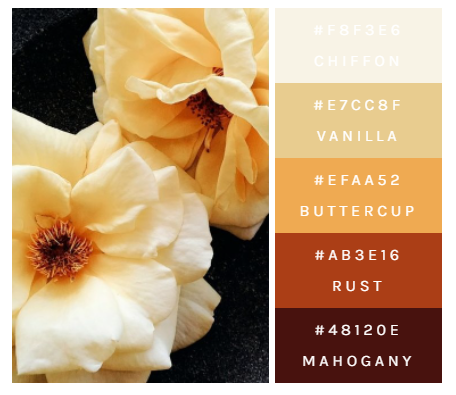 #F8F3E6
CHIFFON
#E7CC8F
VANILLA
#EFAA52
BUTTERCUP
#AB3E16
RUST
#48120E
MAHOGANY